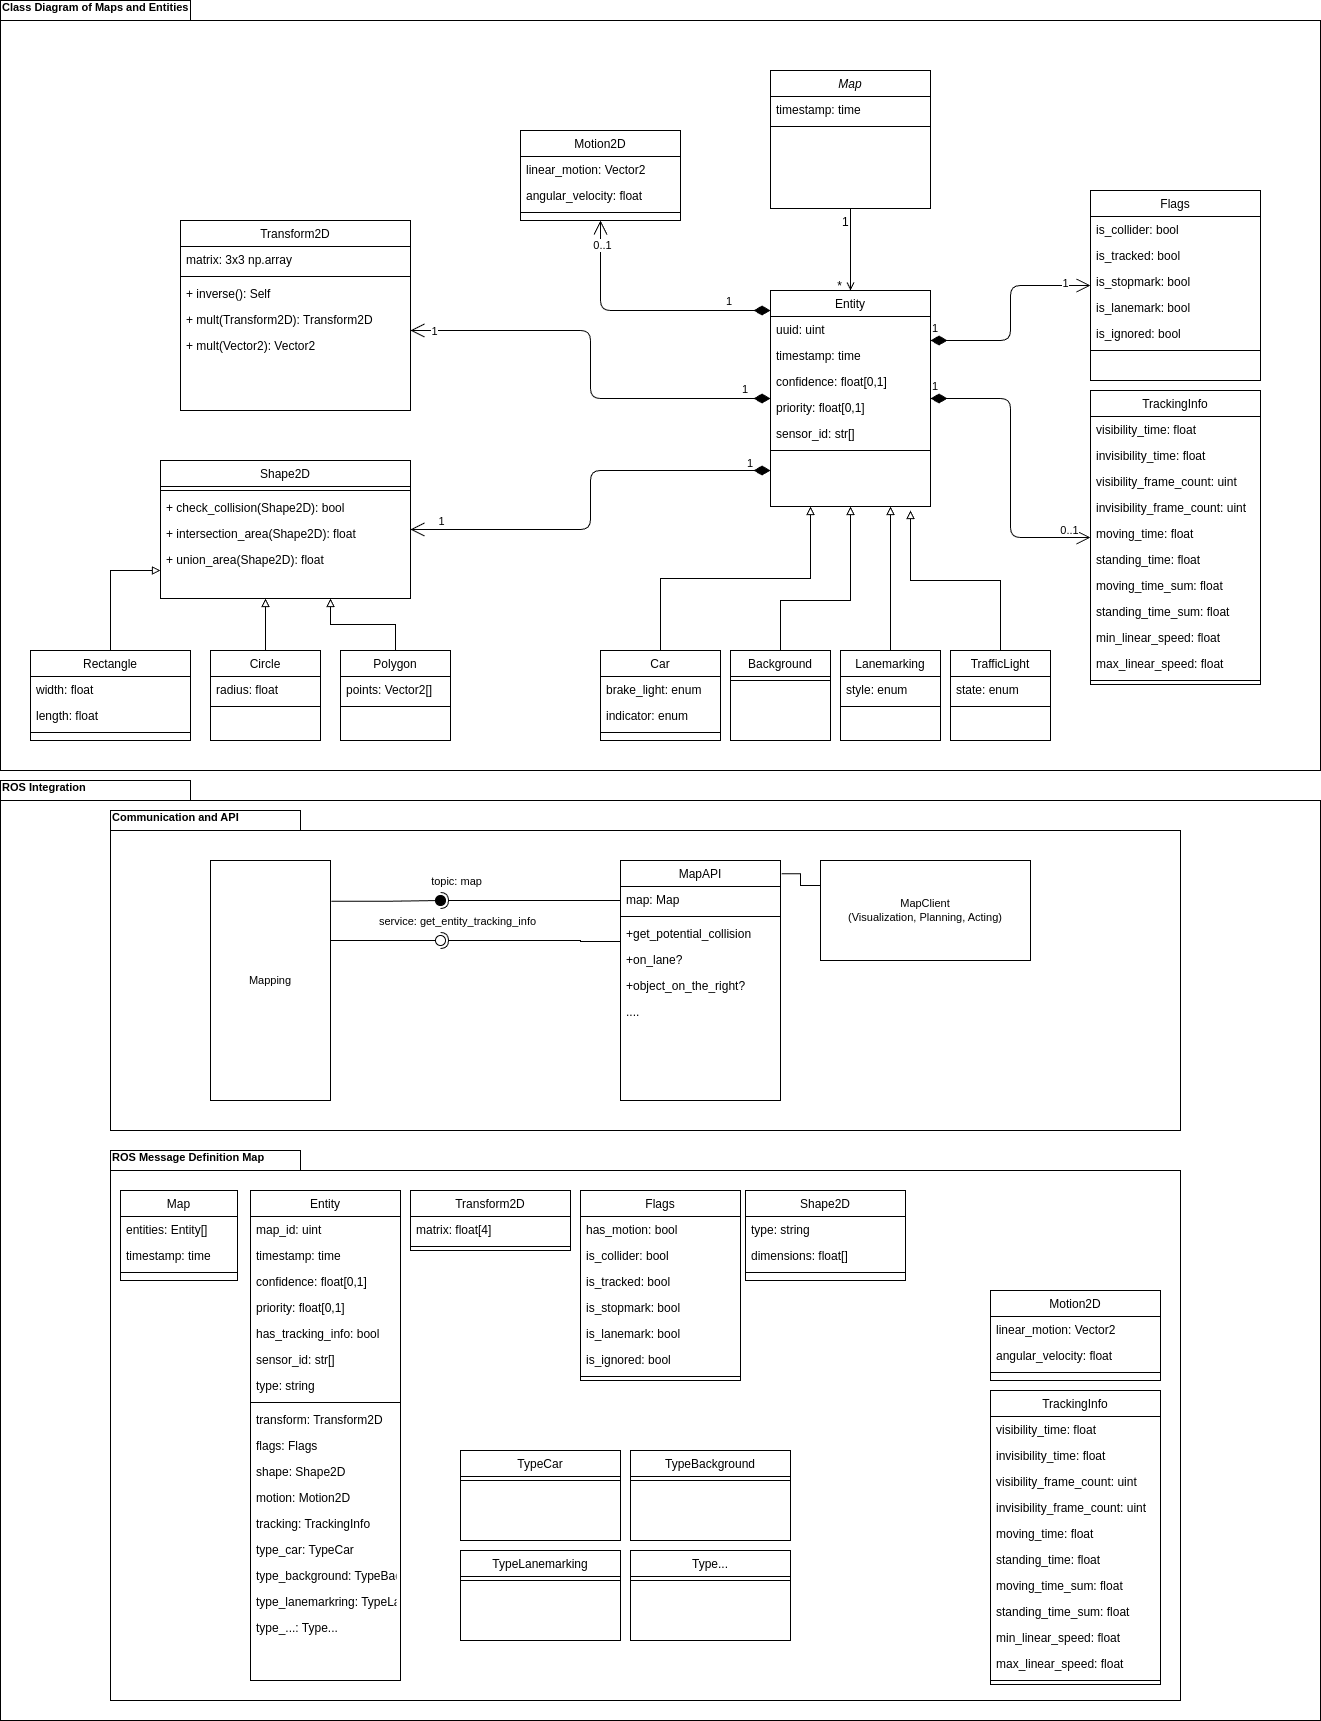 Class Diagram of Maps and Entities
Map
timestamp: time
1
*
Motion2D
linear_motion: Vector2
angular_velocity: float
0..1
1
Transform2D
matrix: 3x3 np.array
+ inverse(): Self
+ mult(Transform2D): Transform2D
+ mult(Vector2): Vector2
1
1
Shape2D
+ check_collision(Shape2D): bool
+ intersection_area(Shape2D): float
+ union_area(Shape2D): float
1
1
Entity
uuid: uint
timestamp: time
confidence: float[0,1]
priority: float[0,1]
sensor_id: str[]
1
1
Flags
is_collider: bool
is_tracked: bool
is_stopmark: bool
is_lanemark: bool
is_ignored: bool
1
0..1
TrackingInfo
visibility_time: float
invisibility_time: float
visibility_frame_count: uint
invisibility_frame_count: uint
moving_time: float
standing_time: float
moving_time_sum: float
standing_time_sum: float
min_linear_speed: float
max_linear_speed: float
Rectangle
width: float
length: float
Circle
radius: float
Polygon
points: Vector2[]
Car
brake_light: enum
indicator: enum
Background
Lanemarking
style: enum
TrafficLight
state: enum
ROS Integration
Communication and API
Mapping
topic: map
service: get_entity_tracking_info
MapAPI
map: Map
+get_potential_collision
+on_lane?
+object_on_the_right?
....
MapClient
(Visualization, Planning, Acting)
ROS Message Definition Map
Map
entities: Entity[]
timestamp: time
Entity
map_id: uint
timestamp: time
confidence: float[0,1]
priority: float[0,1]
has_tracking_info: bool
sensor_id: str[]
type: string
transform: Transform2D
flags: Flags
shape: Shape2D
motion: Motion2D
tracking: TrackingInfo
type_car: TypeCar
type_background: TypeBa
type_lanemarkring: TypeLa
type_...: Type...
Transform2D
matrix: float[4]
Flags
has_motion: bool
is_collider: bool
is_tracked: bool
is_stopmark: bool
is_lanemark: bool
is_ignored: bool
Shape2D
type: string
dimensions: float[]
TypeCar
TypeBackground
TypeLanemarking
Type...
Motion2D
linear_motion: Vector2
angular_velocity: float
TrackingInfo
visibility_time: float
invisibility_time: float
visibility_frame_count: uint
invisibility_frame_count: uint
moving_time: float
standing_time: float
moving_time_sum: float
standing_time_sum: float
min_linear_speed: float
max_linear_speed: float